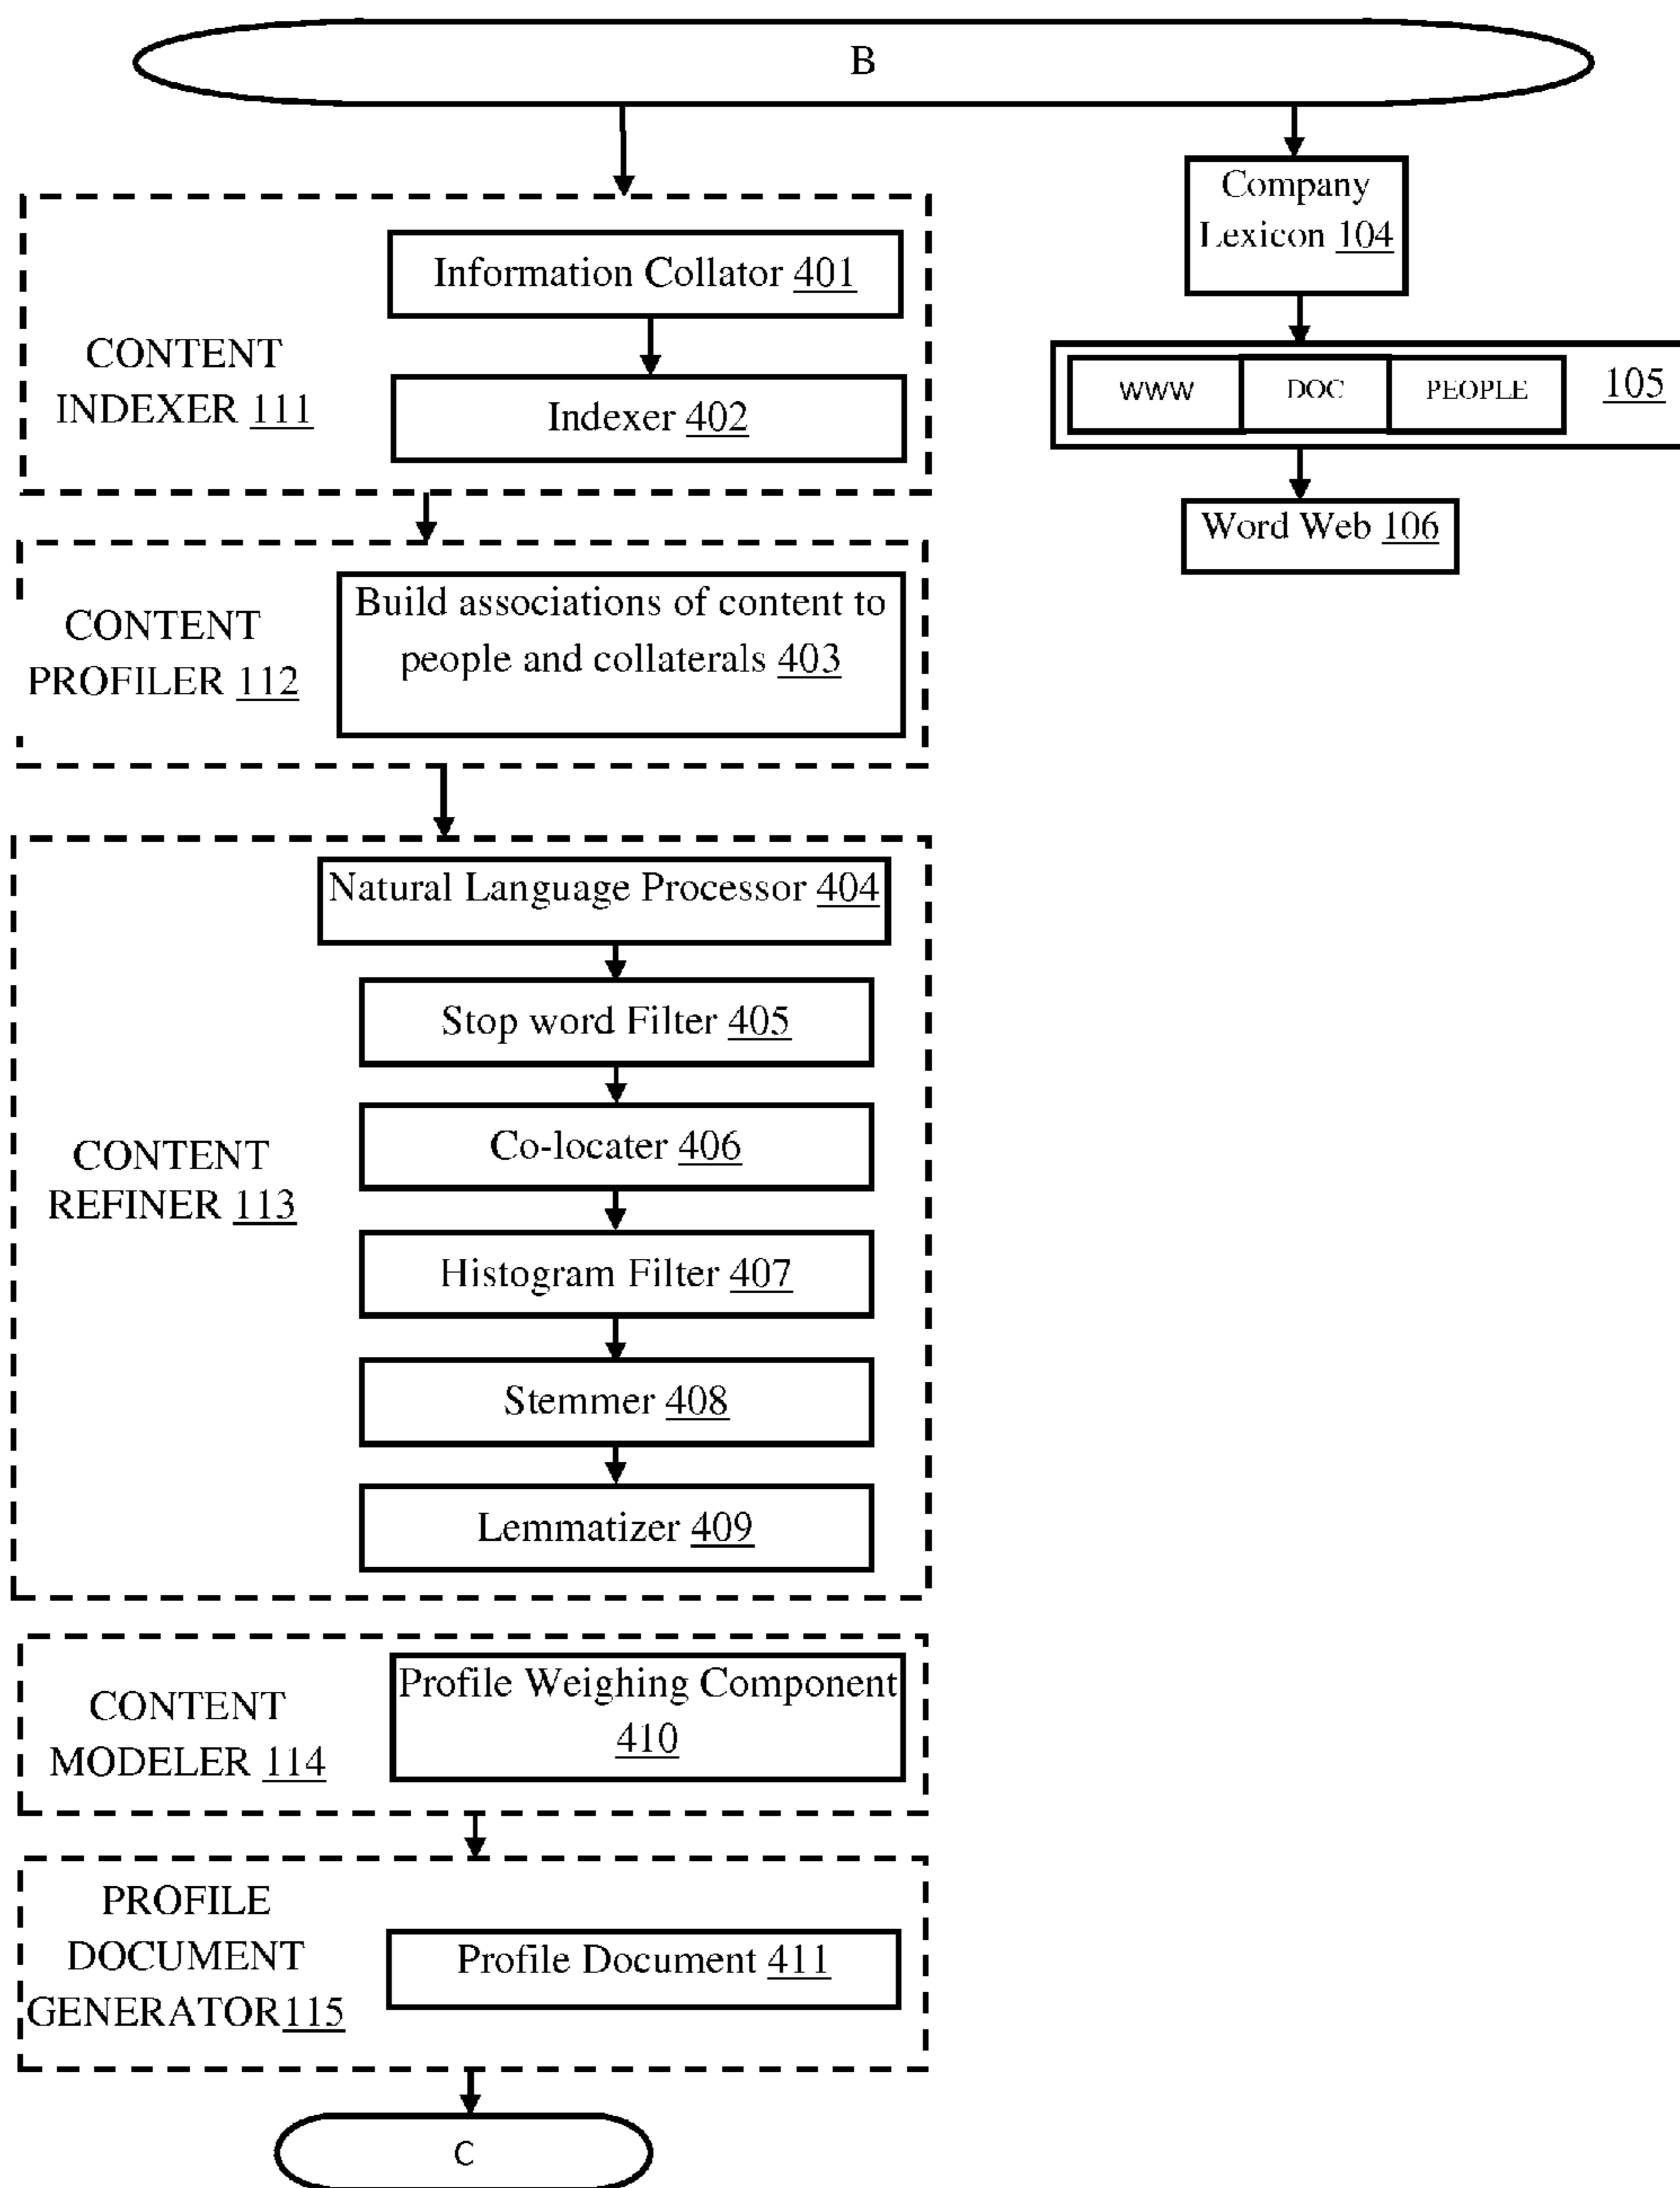 B
CONTENT
INDEXER 111
Information Collator 401
Indexer 402
CONTENT
PROFILER 112
Build associations of content to
people and collaterals 403
CONTENT
REFINER 113
Natural Language Processor 404
Stop word Filter 405
Co-locater 406
Histogram Filter 407
Stemmer 408
Lemmatizer 409
CONTENT
MODELER 114
Profile Weighing Component
410
PROFILE
DOCUMENT
GENERATOR115
Profile Document 411
C
Company
Lexicon 104
WWW DOC PEOPLE 105
Word Web 106